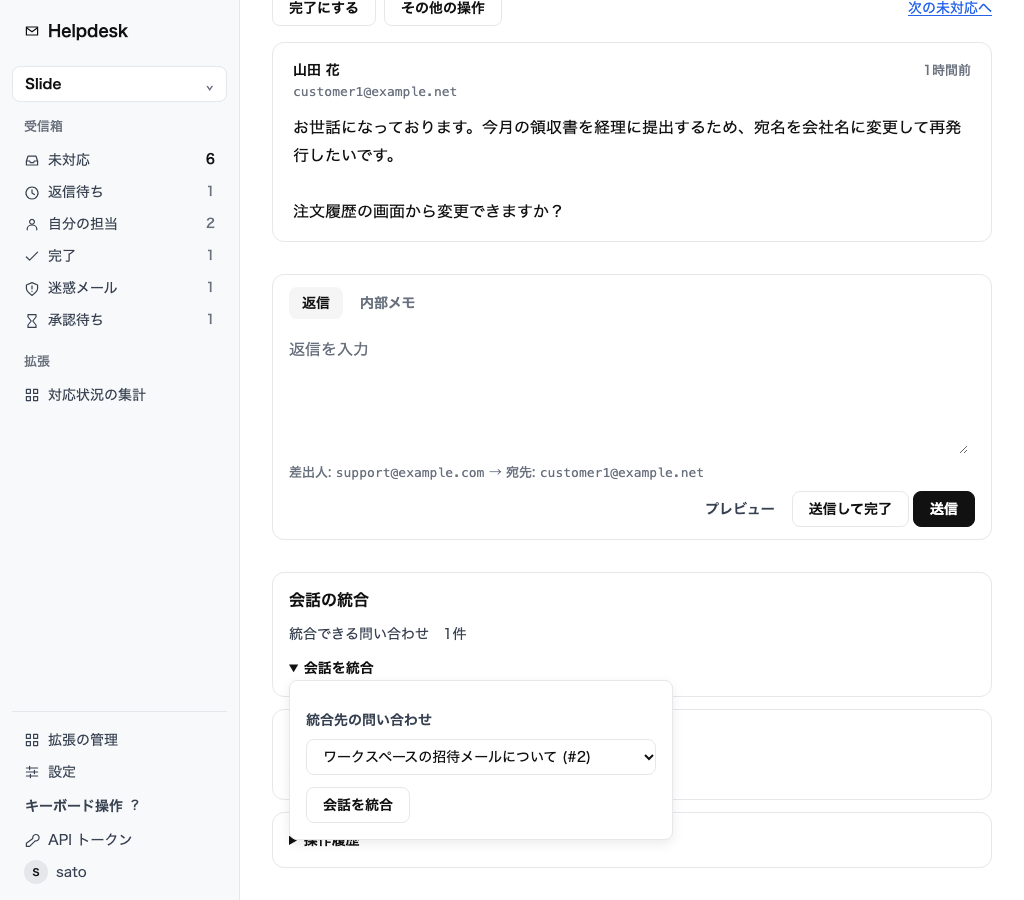 Helpdesk
Slide
受信箱
未対応 6
返信待ち 1
自分の担当 2
完了 1
迷惑メール 1
承認待ち 1
拡張
対応状況の集計
拡張の管理
設定
キーボード操作 ?
API トークン
S sato
完了にする その他の操作 次の未対応へ
山田 花 1時間前
customer1@example.net
お世話になっております。今月の領収書を経理に提出するため、宛名を会社名に変更して再発
行したいです。
注文履歴の画面から変更できますか？
返信 内部メモ
返信を入力
差出人: support@example.com → 宛先: customer1@example.net
プレビュー 送信して完了 送信
会話の統合
統合できる問い合わせ 1件
▼ 会話を統合
統合先の問い合わせ
ワークスペースの招待メールについて (#2)
会話を統合
▶ 操作履歴